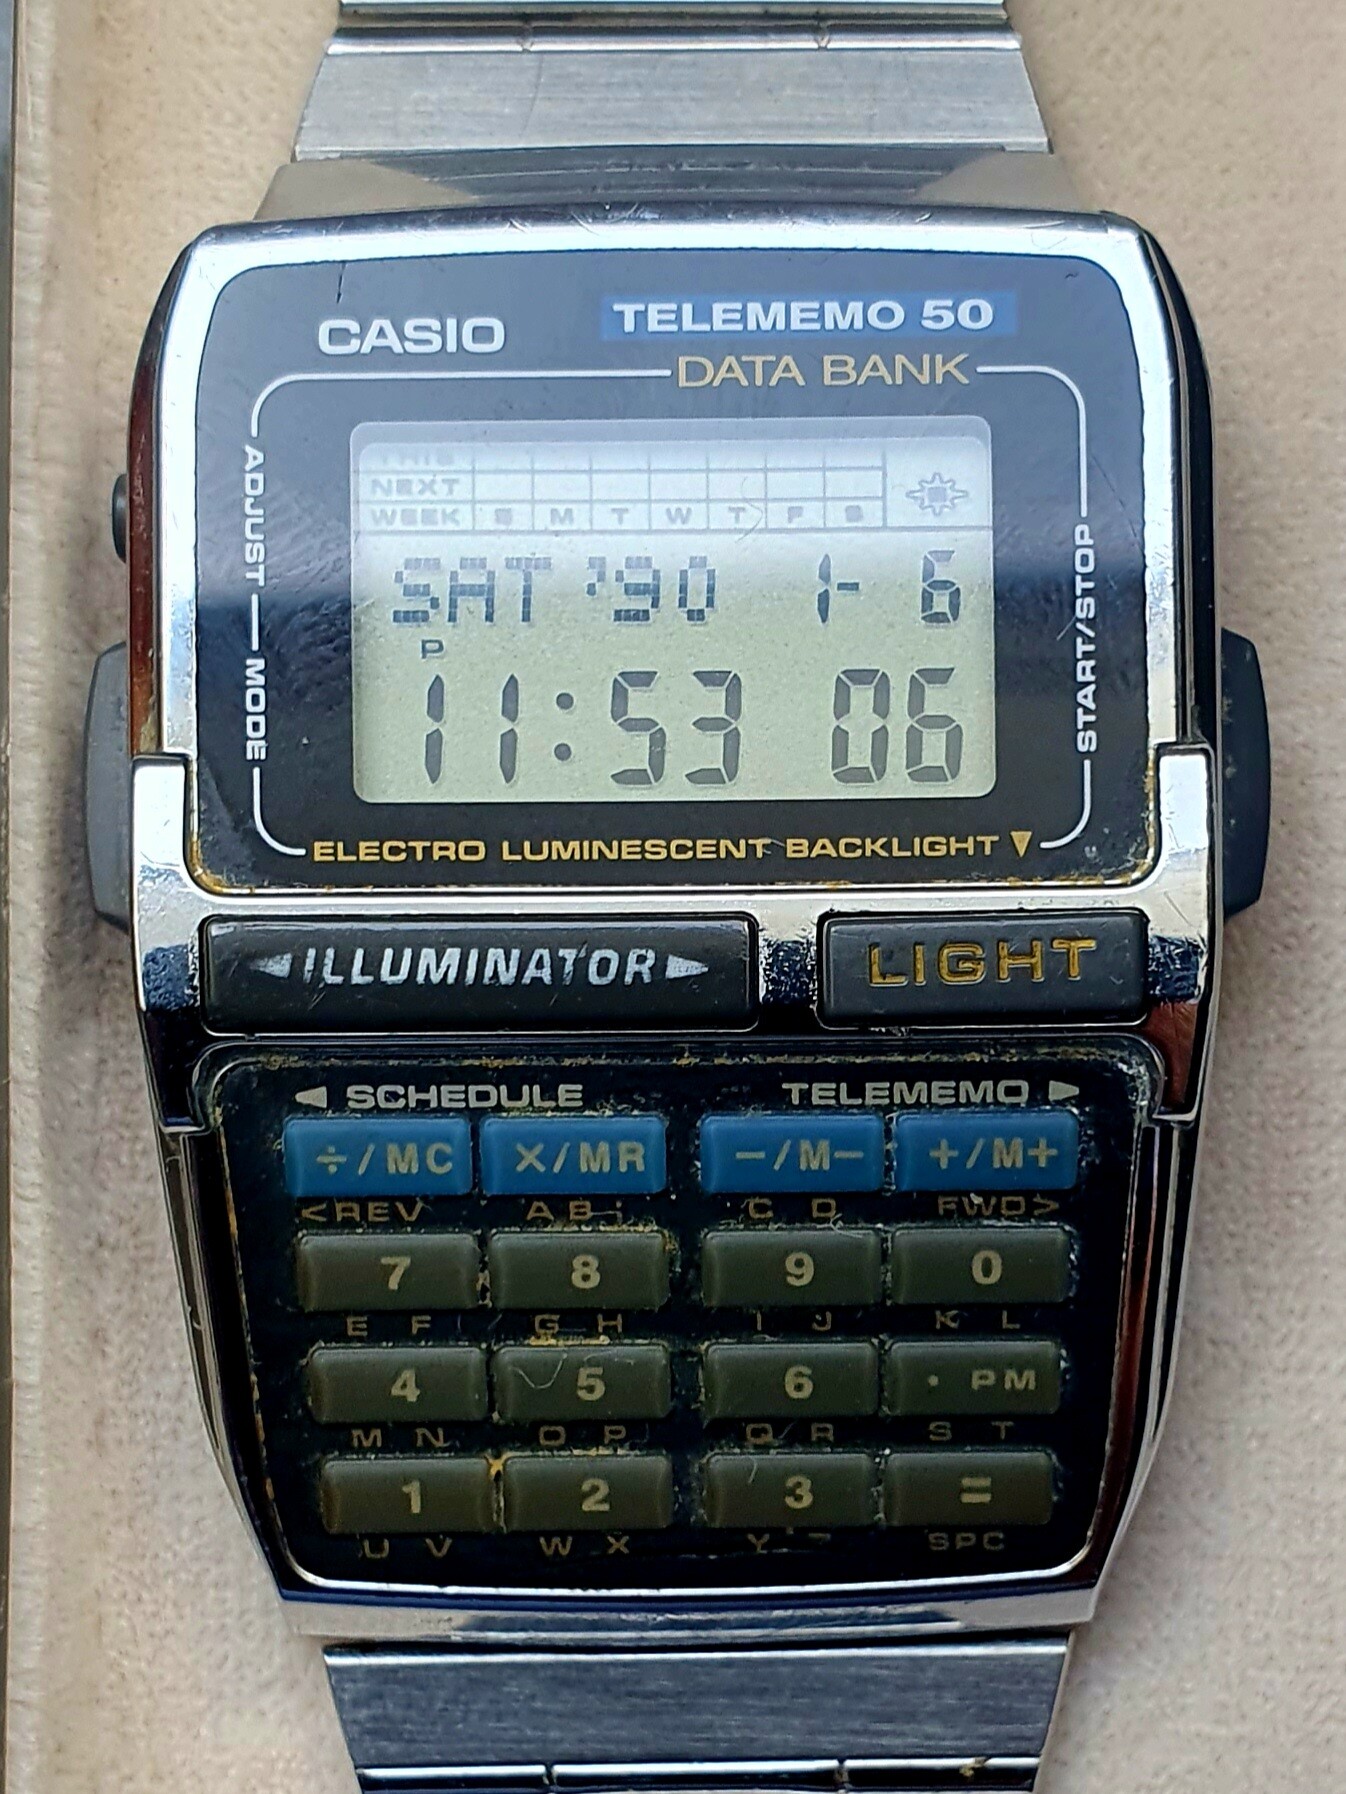 CASIO
TELEMEMO 50
DATA BANK
ADJUST
MODE
START/STOP
THIS
NEXT
WEEK S M T W T F S
SAT '90 1- 6
P
11:53 06
ELECTRO LUMINESCENT BACKLIGHT
ILLUMINATOR
LIGHT
SCHEDULE TELEMEMO
÷/MC ×/MR −/M− +/M+
<REV A B C D FWD>
7 8 9 0
E F G H I J K L
4 5 6 · PM
M N O P Q R S T
1 2 3 =
U V W X Y SPC